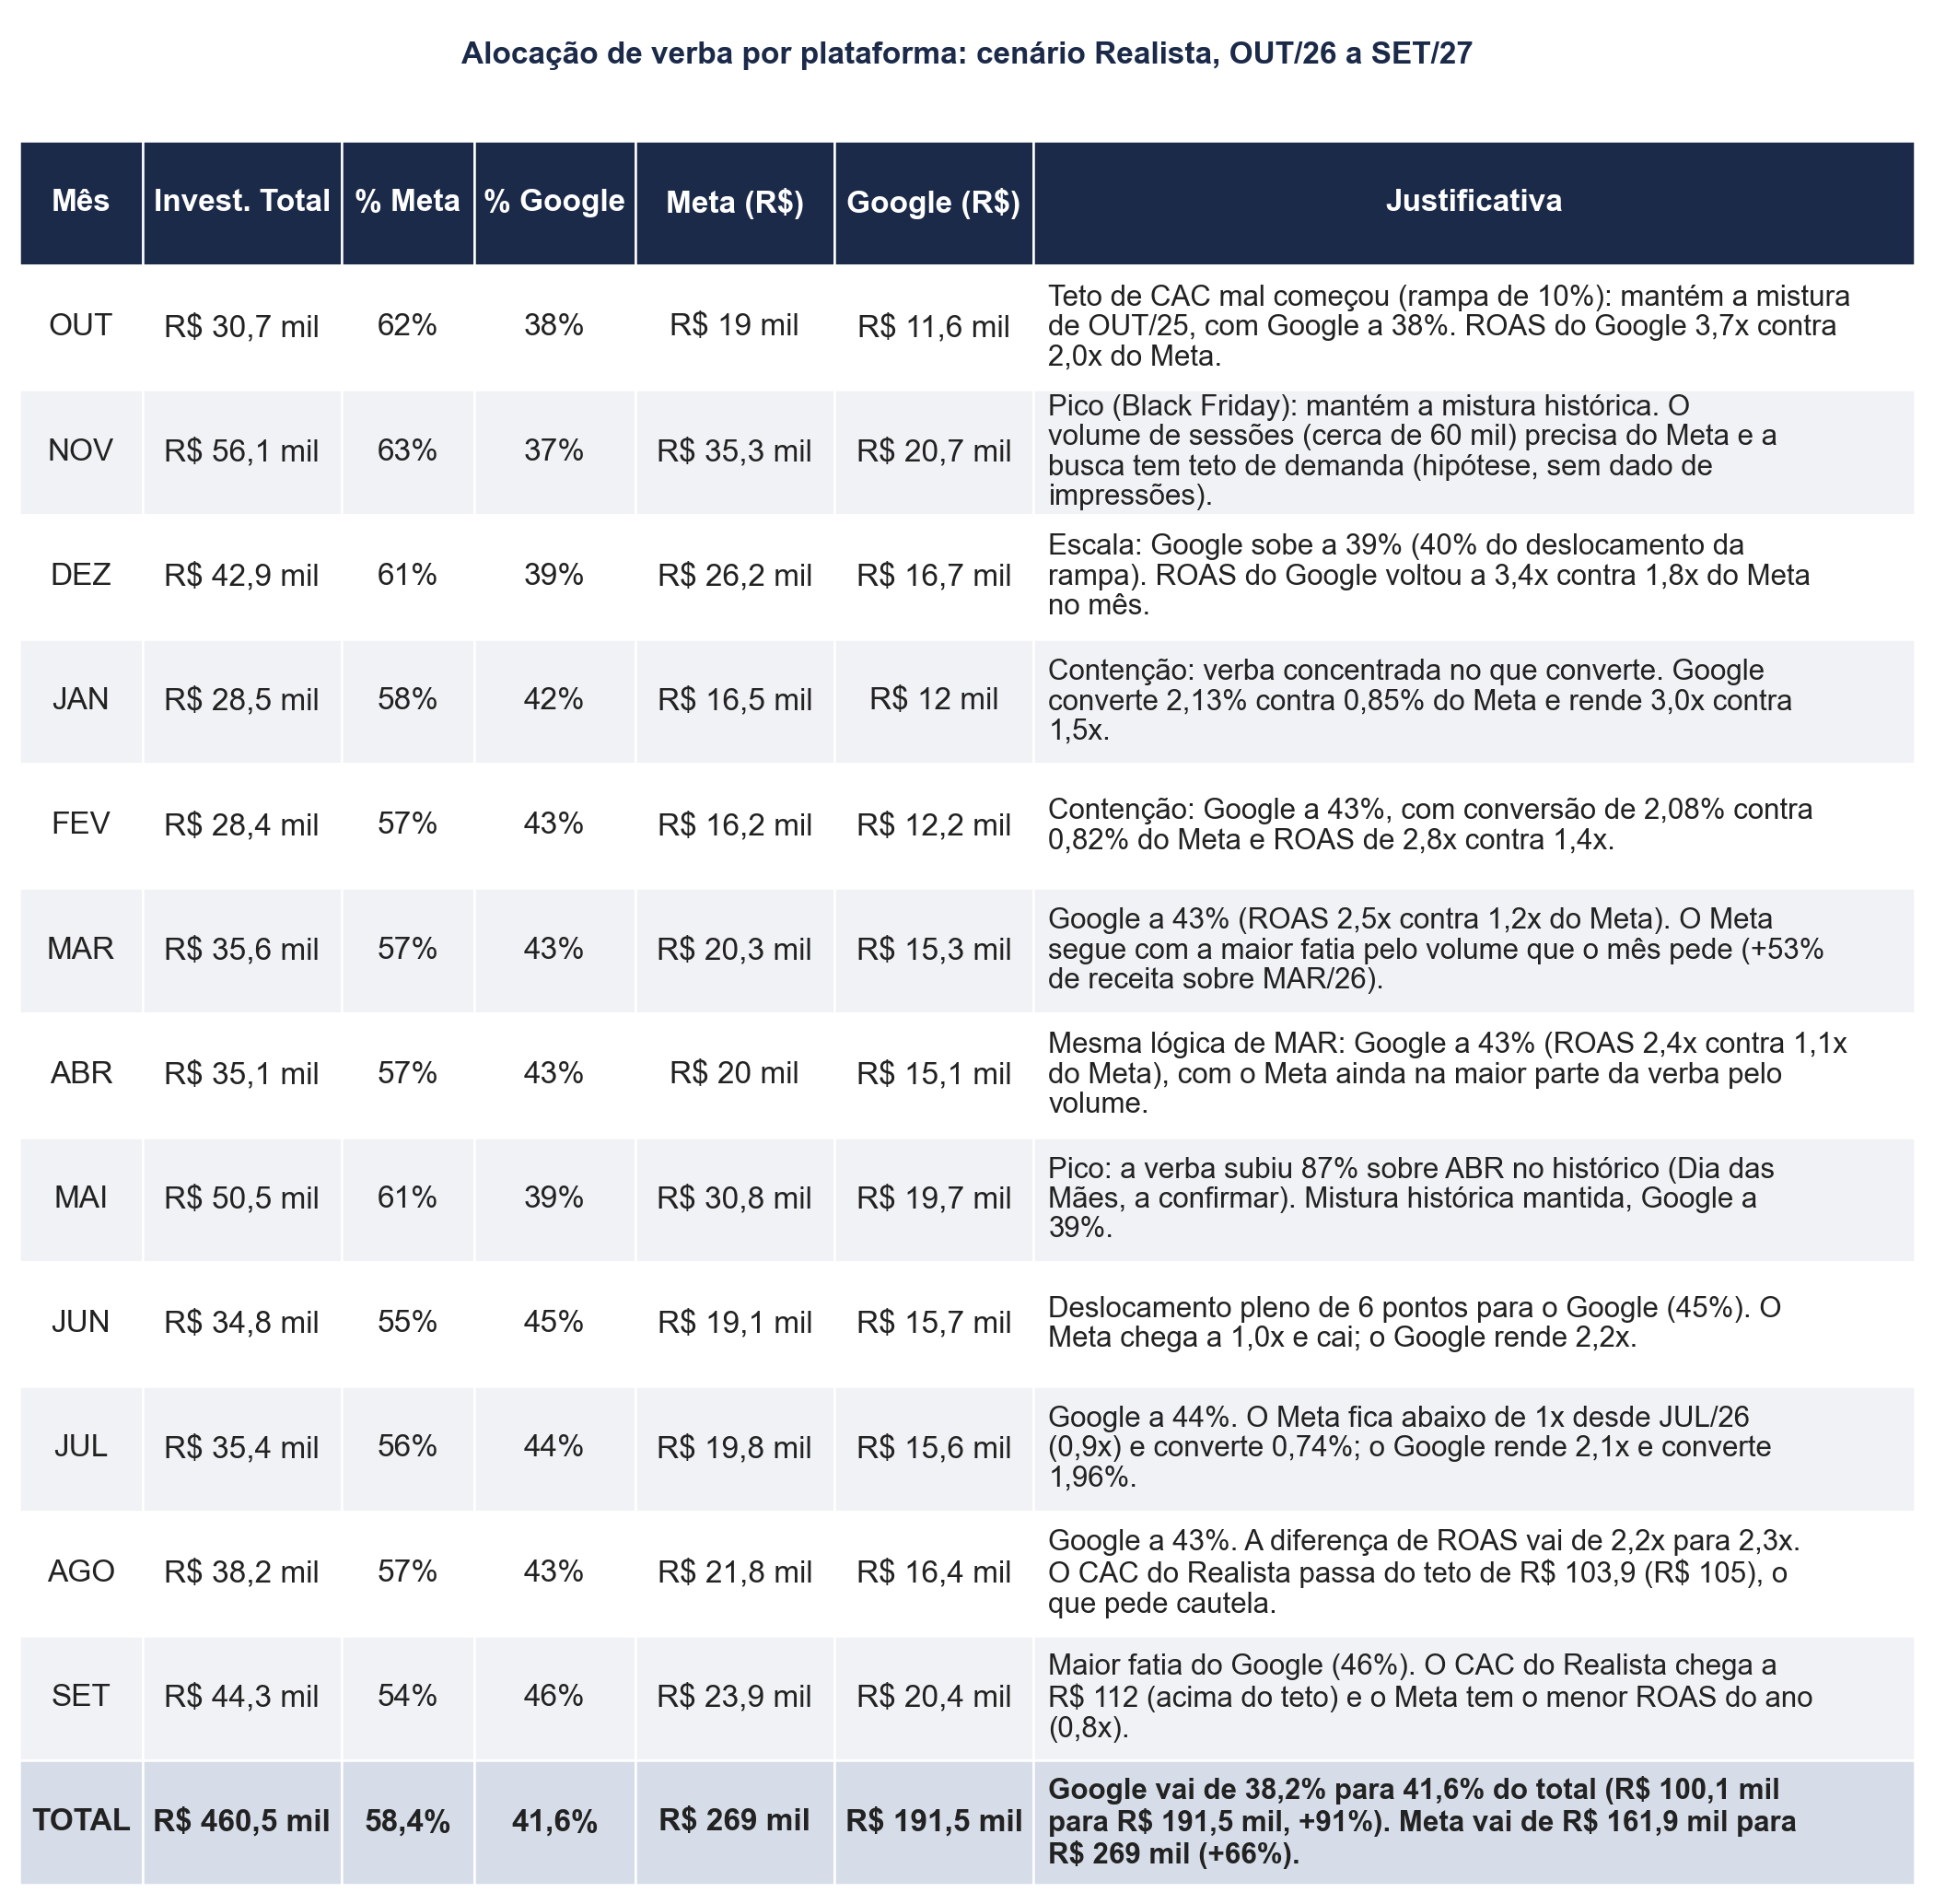 Alocação de verba por plataforma: cenário Realista, OUT/26 a SET/27
Mês Invest. Total % Meta % Google Meta (R$) Google (R$) Justificativa
OUT R$ 30,7 mil 62% 38% R$ 19 mil R$ 11,6 mil
Teto de CAC mal começou (rampa de 10%): mantém a mistura
de OUT/25, com Google a 38%. ROAS do Google 3,7x contra
2,0x do Meta.
NOV R$ 56,1 mil 63% 37% R$ 35,3 mil R$ 20,7 mil
Pico (Black Friday): mantém a mistura histórica. O
volume de sessões (cerca de 60 mil) precisa do Meta e a
busca tem teto de demanda (hipótese, sem dado de
impressões).
DEZ R$ 42,9 mil 61% 39% R$ 26,2 mil R$ 16,7 mil
Escala: Google sobe a 39% (40% do deslocamento da
rampa). ROAS do Google voltou a 3,4x contra 1,8x do Meta
no mês.
JAN R$ 28,5 mil 58% 42% R$ 16,5 mil R$ 12 mil
Contenção: verba concentrada no que converte. Google
converte 2,13% contra 0,85% do Meta e rende 3,0x contra
1,5x.
FEV R$ 28,4 mil 57% 43% R$ 16,2 mil R$ 12,2 mil
Contenção: Google a 43%, com conversão de 2,08% contra
0,82% do Meta e ROAS de 2,8x contra 1,4x.
MAR R$ 35,6 mil 57% 43% R$ 20,3 mil R$ 15,3 mil
Google a 43% (ROAS 2,5x contra 1,2x do Meta). O Meta
segue com a maior fatia pelo volume que o mês pede (+53%
de receita sobre MAR/26).
ABR R$ 35,1 mil 57% 43% R$ 20 mil R$ 15,1 mil
Mesma lógica de MAR: Google a 43% (ROAS 2,4x contra 1,1x
do Meta), com o Meta ainda na maior parte da verba pelo
volume.
MAI R$ 50,5 mil 61% 39% R$ 30,8 mil R$ 19,7 mil
Pico: a verba subiu 87% sobre ABR no histórico (Dia das
Mães, a confirmar). Mistura histórica mantida, Google a
39%.
JUN R$ 34,8 mil 55% 45% R$ 19,1 mil R$ 15,7 mil
Deslocamento pleno de 6 pontos para o Google (45%). O
Meta chega a 1,0x e cai; o Google rende 2,2x.
JUL R$ 35,4 mil 56% 44% R$ 19,8 mil R$ 15,6 mil
Google a 44%. O Meta fica abaixo de 1x desde JUL/26
(0,9x) e converte 0,74%; o Google rende 2,1x e converte
1,96%.
AGO R$ 38,2 mil 57% 43% R$ 21,8 mil R$ 16,4 mil
Google a 43%. A diferença de ROAS vai de 2,2x para 2,3x.
O CAC do Realista passa do teto de R$ 103,9 (R$ 105), o
que pede cautela.
SET R$ 44,3 mil 54% 46% R$ 23,9 mil R$ 20,4 mil
Maior fatia do Google (46%). O CAC do Realista chega a
R$ 112 (acima do teto) e o Meta tem o menor ROAS do ano
(0,8x).
TOTAL R$ 460,5 mil 58,4% 41,6% R$ 269 mil R$ 191,5 mil
Google vai de 38,2% para 41,6% do total (R$ 100,1 mil
para R$ 191,5 mil, +91%). Meta vai de R$ 161,9 mil para
R$ 269 mil (+66%).